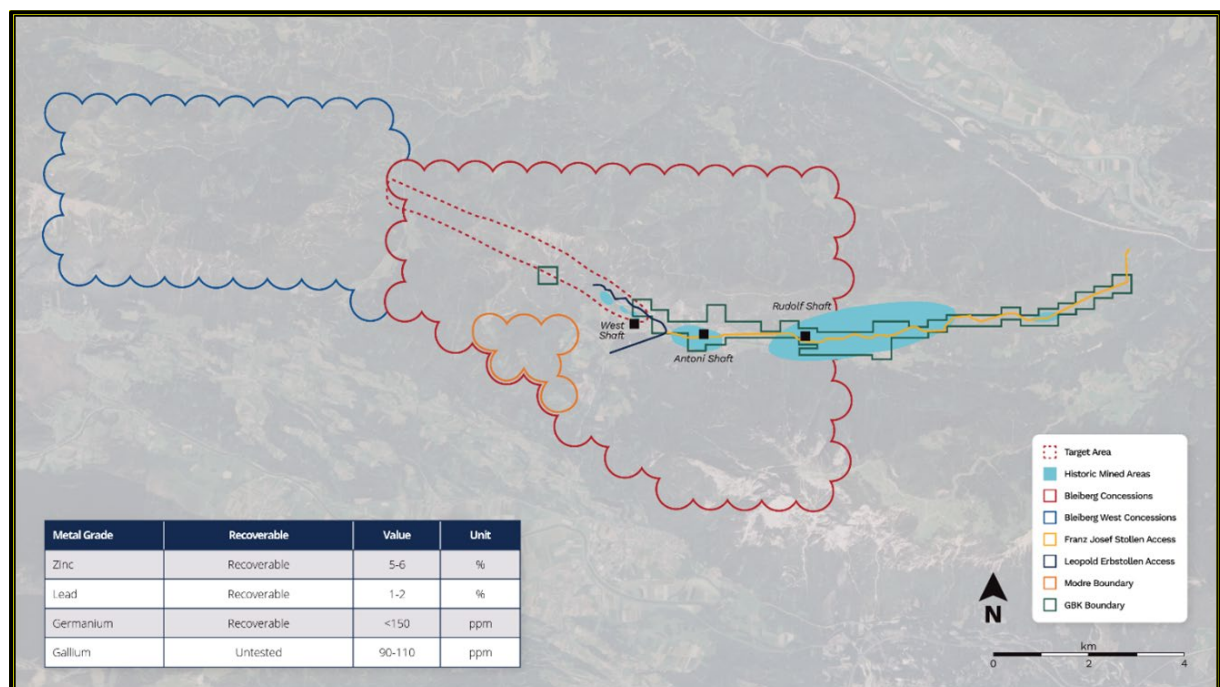 Rudolf Shaft
West
Shaft
Antoni Shaft
Target Area
Historic Mined Areas
Bleiberg Concessions
Bleiberg West Concessions
Franz Josef Stollen Access
Leopold Erbstollen Access
Modre Boundary
GBK Boundary
Metal Grade Recoverable Value Unit
Zinc Recoverable 5-6 %
Lead Recoverable 1-2 %
Germanium Recoverable <150 ppm
Gallium Untested 90-110 ppm
N
km
0 2 4